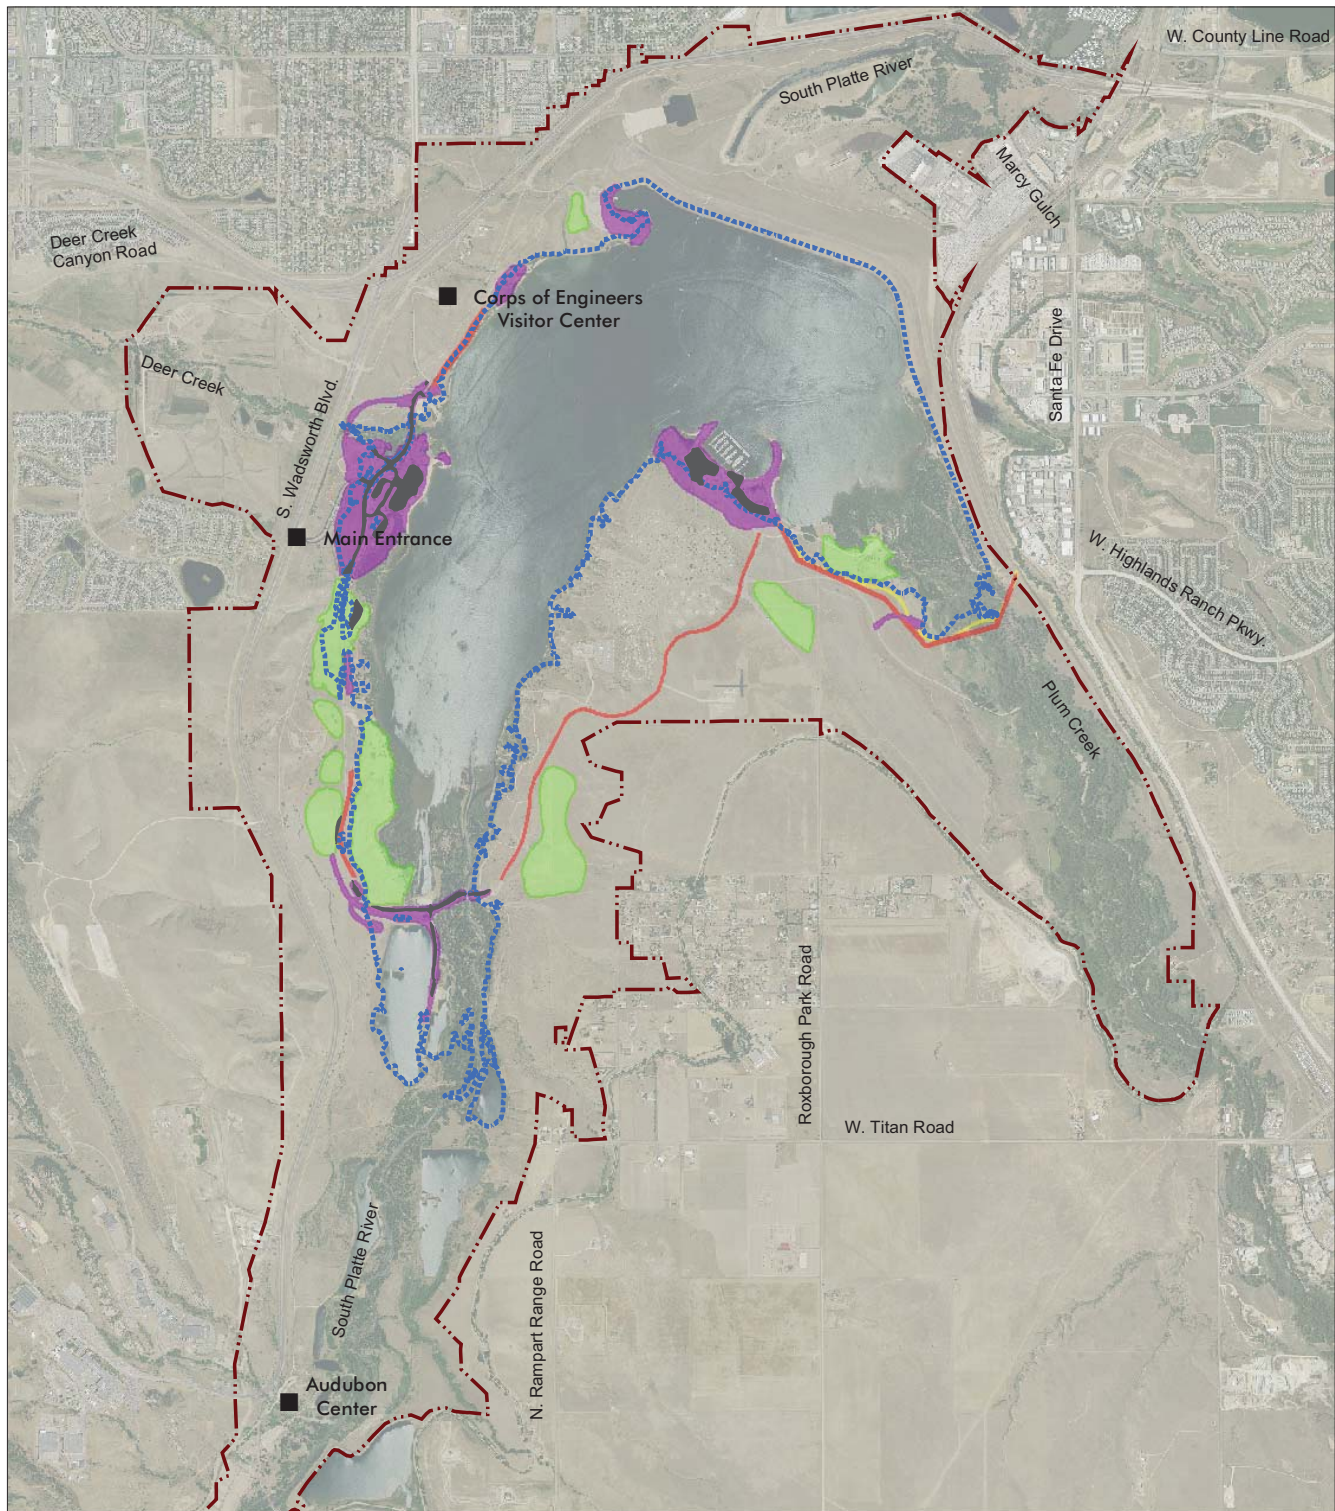 W. County Line Road
South Platte River
Marcy Gulch
Deer Creek
Canyon Road
Corps of Engineers
Visitor Center
Deer Creek
Santa Fe Drive
S. Wadsworth Blvd.
Main Entrance
W. Highlands Ranch Pkwy.
Plum Creek
Roxborough Park Road
W. Titan Road
South Platte River
N. Rampart Range Road
Audubon
Center